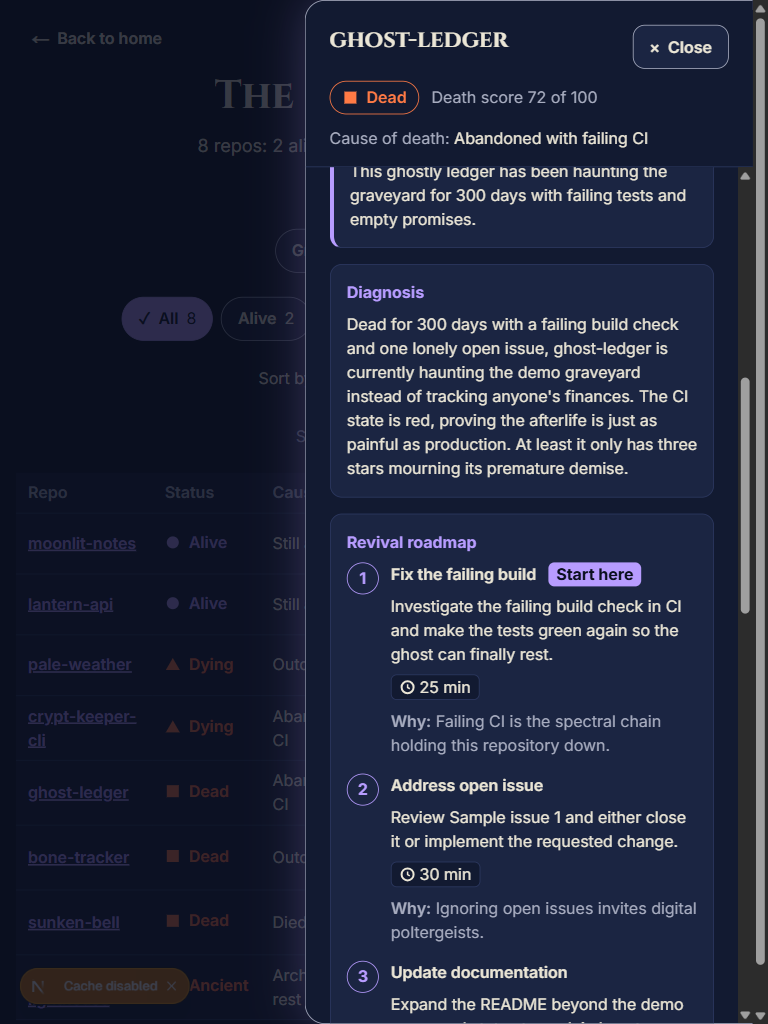 ← Back to home
THE
8 repos: 2 ali
G
✓ All 8
Alive 2
Sort b
S
Repo Status Cau
moonlit-notes Alive Still
lantern-api Alive Still
pale-weather Dying Outd
crypt-keeper-
cli
Dying Aban
CI
ghost-ledger Dead Aban
CI
bone-tracker Dead Outd
sunken-bell Dead Died
Ancient Arch
rest
N Cache disabled ×
GHOST-LEDGER
× Close
Dead Death score 72 of 100
Cause of death: Abandoned with failing CI
This ghostly ledger has been haunting the
graveyard for 300 days with failing tests and
empty promises.
Diagnosis
Dead for 300 days with a failing build check
and one lonely open issue, ghost-ledger is
currently haunting the demo graveyard
instead of tracking anyone's finances. The CI
state is red, proving the afterlife is just as
painful as production. At least it only has three
stars mourning its premature demise.
Revival roadmap
1 Fix the failing build Start here
Investigate the failing build check in CI
and make the tests green again so the
ghost can finally rest.
25 min
Why: Failing CI is the spectral chain
holding this repository down.
2 Address open issue
Review Sample issue 1 and either close
it or implement the requested change.
30 min
Why: Ignoring open issues invites digital
poltergeists.
3 Update documentation
Expand the README beyond the demo